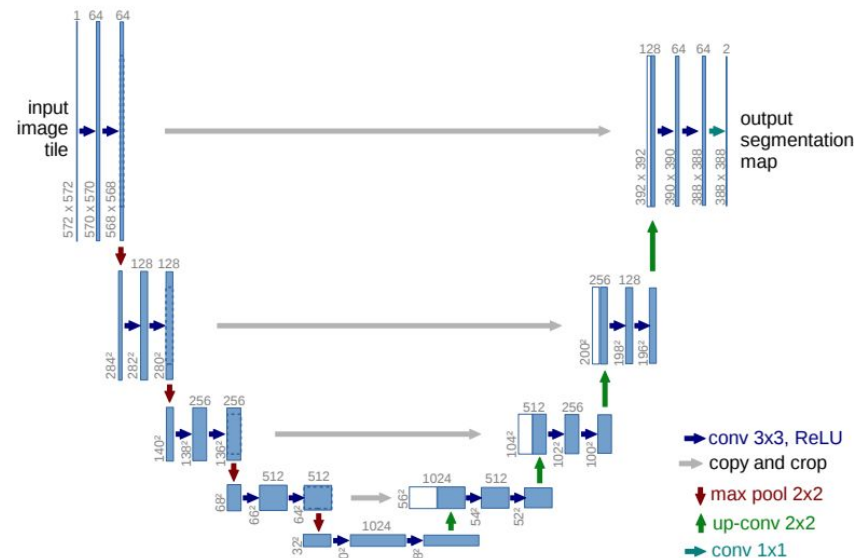 1 64 64
input
image
tile
572 x 572
570 x 570
568 x 568
128 64 64 2
output
segmentation
map
392 x 392
390 x 390
388 x 388
388 x 388
128 128
284²
282²
280²
256 128
200²
198²
196²
256 256
140²
138²
136²
512 256
104²
102²
100²
512 512
68²
66²
64²
1024 512
56²
54²
52²
1024
32²
0²
8²
conv 3x3, ReLU
copy and crop
max pool 2x2
up-conv 2x2
conv 1x1